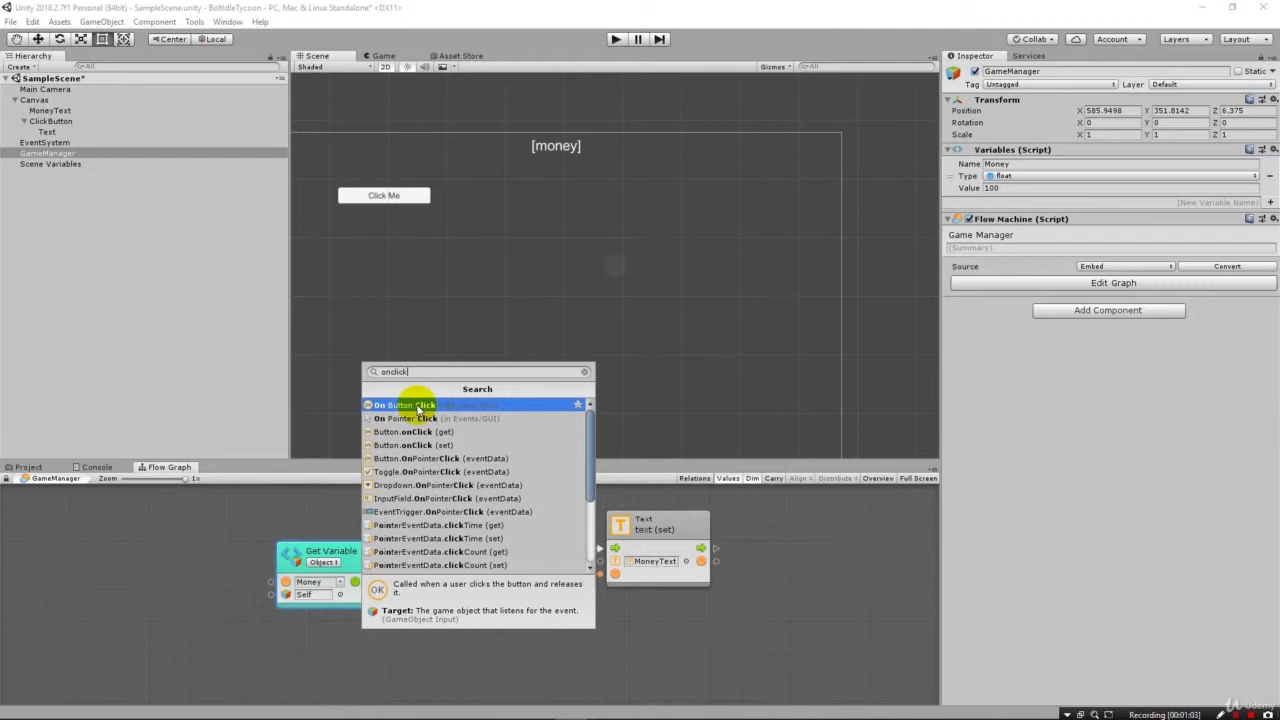 Unity 2018.2.7f1 Personal (64bit) - SampleScene.unity - BoltIdleTycoon - PC, Mac & Linux Standalone* <DX11>
File Edit Assets GameObject Component Tools Window Help
Center Local
Collab Account Layers Layout
Hierarchy
Create All
SampleScene*
Main Camera
Canvas
MoneyText
ClickButton
Text
EventSystem
GameManager
Scene Variables
Scene Game Asset Store
Shaded 2D Gizmos All
[money]
Click Me
onclick
Search
On Button Click
On Pointer Click (in Events/GUI)
Button.onClick (get)
Button.onClick (set)
Button.OnPointerClick (eventData)
Toggle.OnPointerClick (eventData)
Dropdown.OnPointerClick (eventData)
InputField.OnPointerClick (eventData)
EventTrigger.OnPointerClick (eventData)
PointerEventData.clickTime (get)
PointerEventData.clickTime (set)
PointerEventData.clickCount (get)
PointerEventData.clickCount (set)
OK
Called when a user clicks the button and releases it.
Target: The game object that listens for the event.
(GameObject Input)
Project Console Flow Graph
GameManager Zoom 1x
Relations Values Dim Carry Align Distribute Overview Full Screen
Get Variable
Object
Money
Self
Text
text (set)
MoneyText
Inspector Services
GameManager Static
Tag Untagged Layer Default
Transform
Position X 585.9498 Y 351.8142 Z 6.375
Rotation X 0 Y 0 Z 0
Scale X 1 Y 1 Z 1
Variables (Script)
Name Money
Type float
Value 100
(New Variable Name)
Flow Machine (Script)
Game Manager
(Summary)
Source Embed Convert
Edit Graph
Add Component
Udemy
Recording [00:01:03]